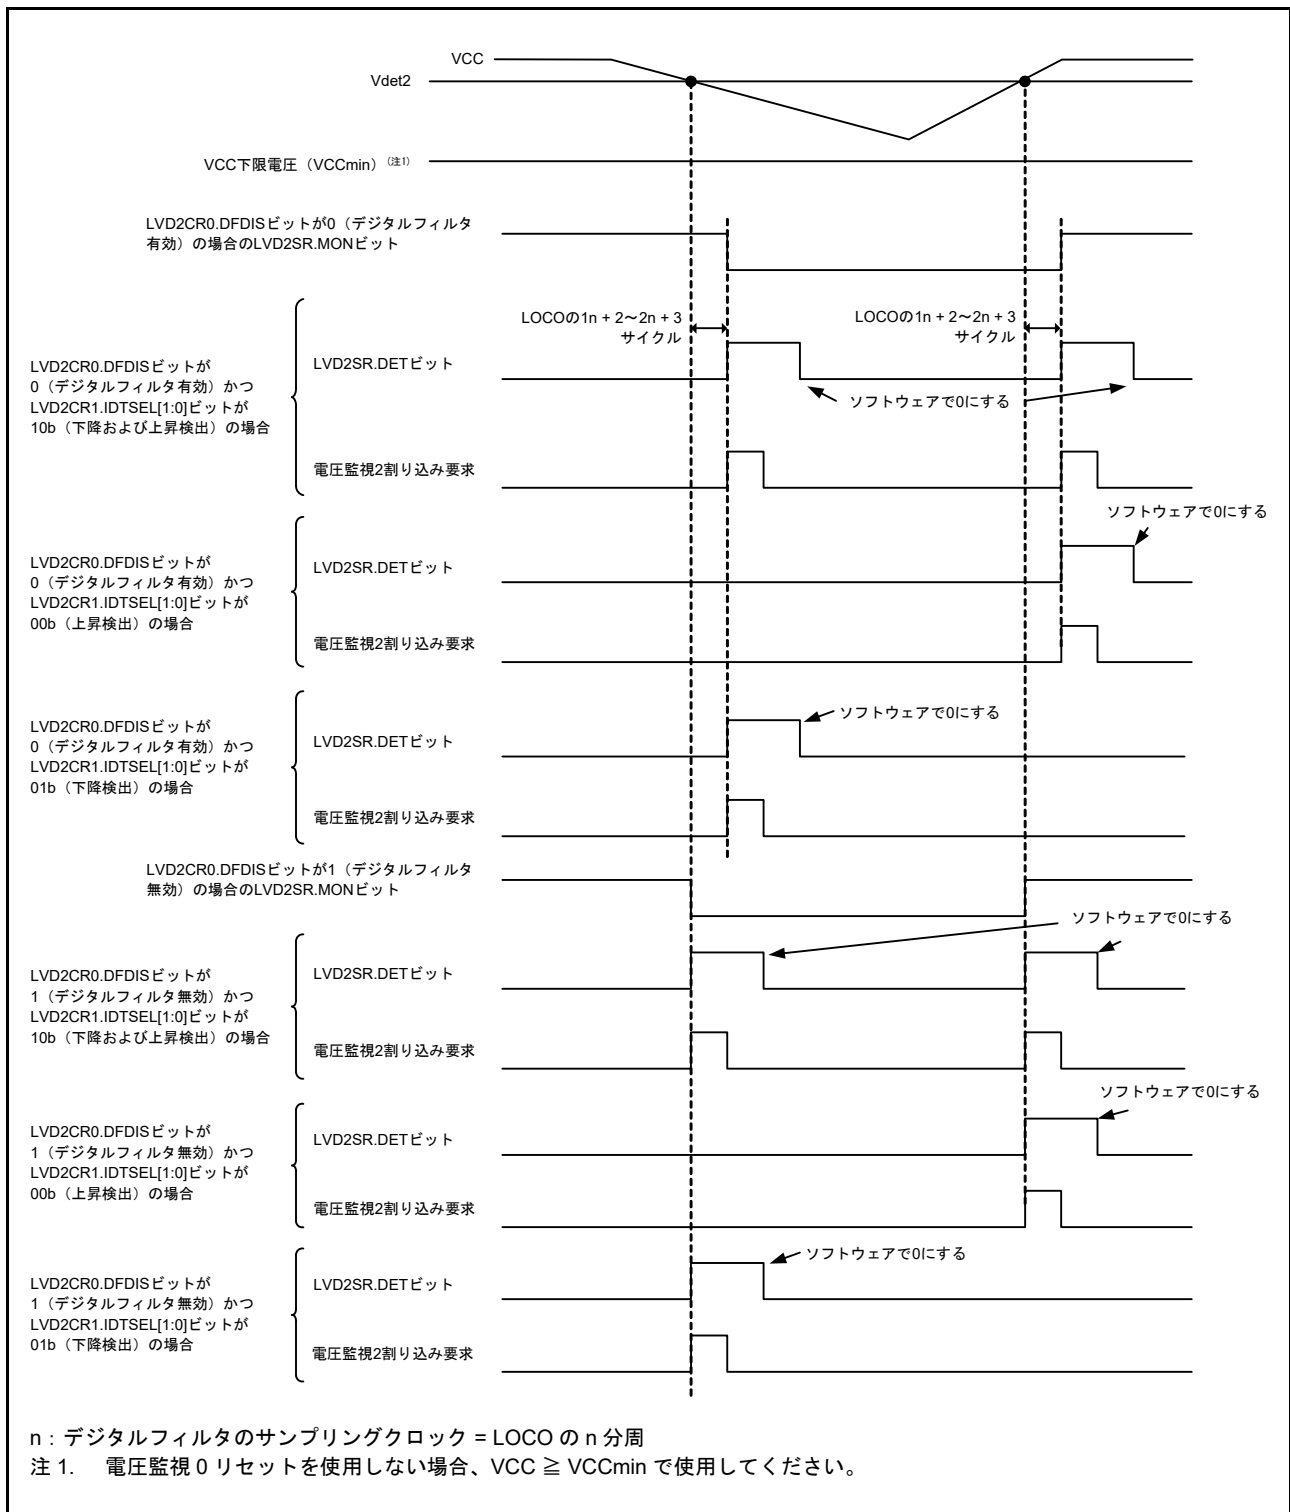 VCC
Vdet2
VCC下限電圧（VCCmin）(注1)
LVD2CR0.DFDISビットが0（デジタルフィルタ
有効）の場合のLVD2SR.MONビット
LOCOの1n + 2～2n + 3
サイクル
LOCOの1n + 2～2n + 3
サイクル
LVD2CR0.DFDISビットが
0（デジタルフィルタ有効）かつ
LVD2CR1.IDTSEL[1:0]ビットが
10b（下降および上昇検出）の場合
LVD2SR.DETビット
ソフトウェアで0にする
電圧監視2割り込み要求
ソフトウェアで0にする
LVD2CR0.DFDISビットが
0（デジタルフィルタ有効）かつ
LVD2CR1.IDTSEL[1:0]ビットが
00b（上昇検出）の場合
LVD2SR.DETビット
電圧監視2割り込み要求
LVD2CR0.DFDISビットが
0（デジタルフィルタ有効）かつ
LVD2CR1.IDTSEL[1:0]ビットが
01b（下降検出）の場合
ソフトウェアで0にする
LVD2SR.DETビット
電圧監視2割り込み要求
LVD2CR0.DFDISビットが1（デジタルフィルタ
無効）の場合のLVD2SR.MONビット
ソフトウェアで0にする
LVD2CR0.DFDISビットが
1（デジタルフィルタ無効）かつ
LVD2CR1.IDTSEL[1:0]ビットが
10b（下降および上昇検出）の場合
LVD2SR.DETビット
電圧監視2割り込み要求
ソフトウェアで0にする
LVD2CR0.DFDISビットが
1（デジタルフィルタ無効）かつ
LVD2CR1.IDTSEL[1:0]ビットが
00b（上昇検出）の場合
LVD2SR.DETビット
電圧監視2割り込み要求
ソフトウェアで0にする
LVD2CR0.DFDISビットが
1（デジタルフィルタ無効）かつ
LVD2CR1.IDTSEL[1:0]ビットが
01b（下降検出）の場合
LVD2SR.DETビット
電圧監視2割り込み要求
n：デジタルフィルタのサンプリングクロック = LOCO の n 分周
注 1. 電圧監視 0 リセットを使用しない場合、VCC ≧ VCCmin で使用してください。